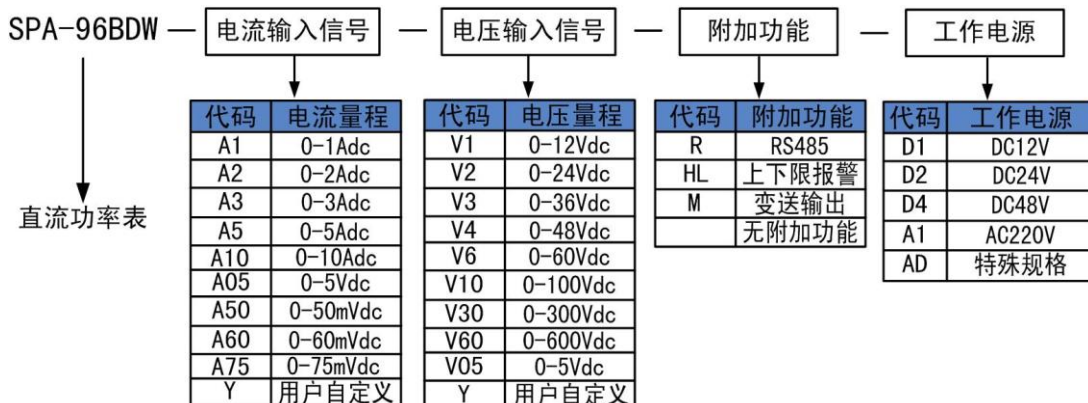 SPA-96BDW — 电流输入信号 — 电压输入信号 — 附加功能 — 工作电源
直流功率表
代码 电流量程
A1 0-1Adc
A2 0-2Adc
A3 0-3Adc
A5 0-5Adc
A10 0-10Adc
A05 0-5Vdc
A50 0-50mVdc
A60 0-60mVdc
A75 0-75mVdc
Y 用户自定义
代码 电压量程
V1 0-12Vdc
V2 0-24Vdc
V3 0-36Vdc
V4 0-48Vdc
V6 0-60Vdc
V10 0-100Vdc
V30 0-300Vdc
V60 0-600Vdc
V05 0-5Vdc
Y 用户自定义
代码 附加功能
R RS485
HL 上下限报警
M 变送输出
无附加功能
代码 工作电源
D1 DC12V
D2 DC24V
D4 DC48V
A1 AC220V
AD 特殊规格